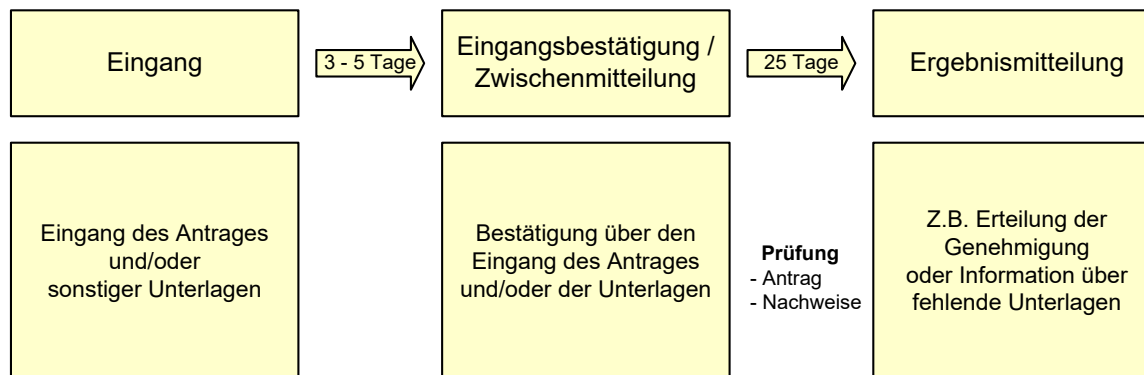 Eingang
3 - 5 Tage
Eingangsbestätigung /
Zwischenmitteilung
25 Tage
Ergebnismitteilung
Eingang des Antrages
und/oder
sonstiger Unterlagen
Bestätigung über den
Eingang des Antrages
und/oder der Unterlagen
Prüfung
- Antrag
- Nachweise
Z.B. Erteilung der
Genehmigung
oder Information über
fehlende Unterlagen